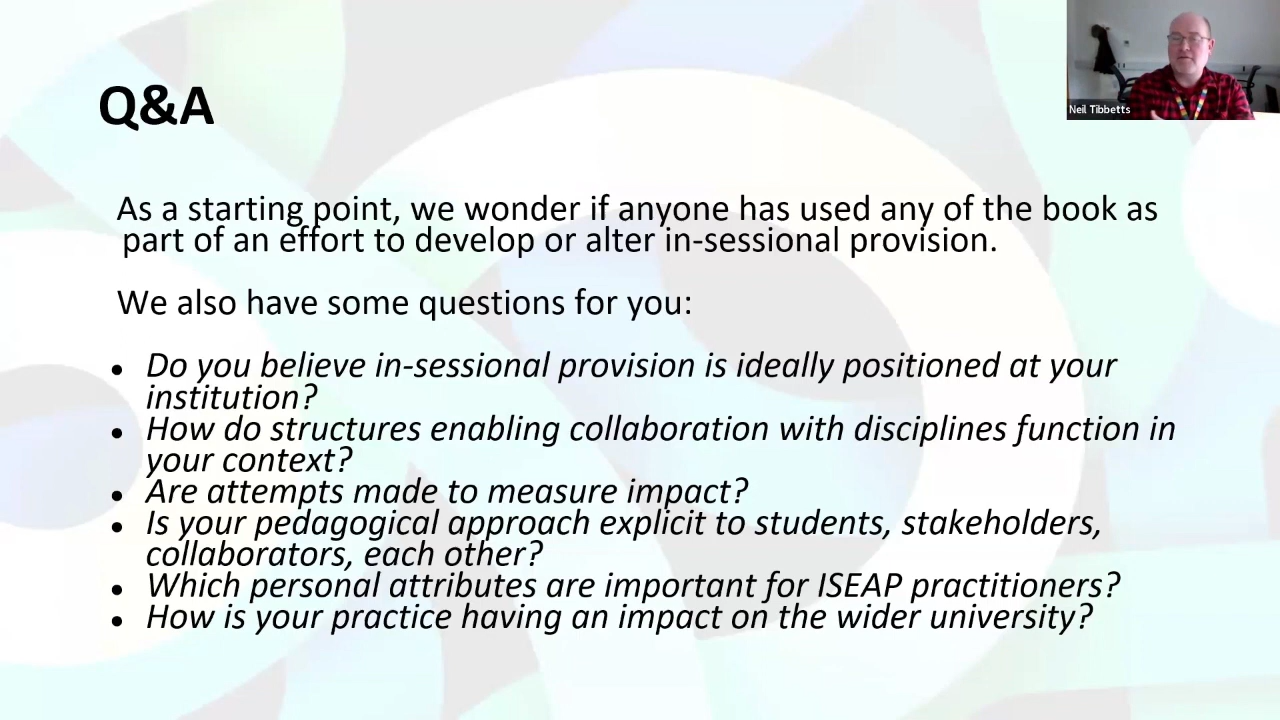 Neil Tibbetts
Q&A
As a starting point, we wonder if anyone has used any of the book as
part of an effort to develop or alter in-sessional provision.
We also have some questions for you:
• Do you believe in-sessional provision is ideally positioned at your
institution?
• How do structures enabling collaboration with disciplines function in
your context?
• Are attempts made to measure impact?
• Is your pedagogical approach explicit to students, stakeholders,
collaborators, each other?
• Which personal attributes are important for ISEAP practitioners?
• How is your practice having an impact on the wider university?